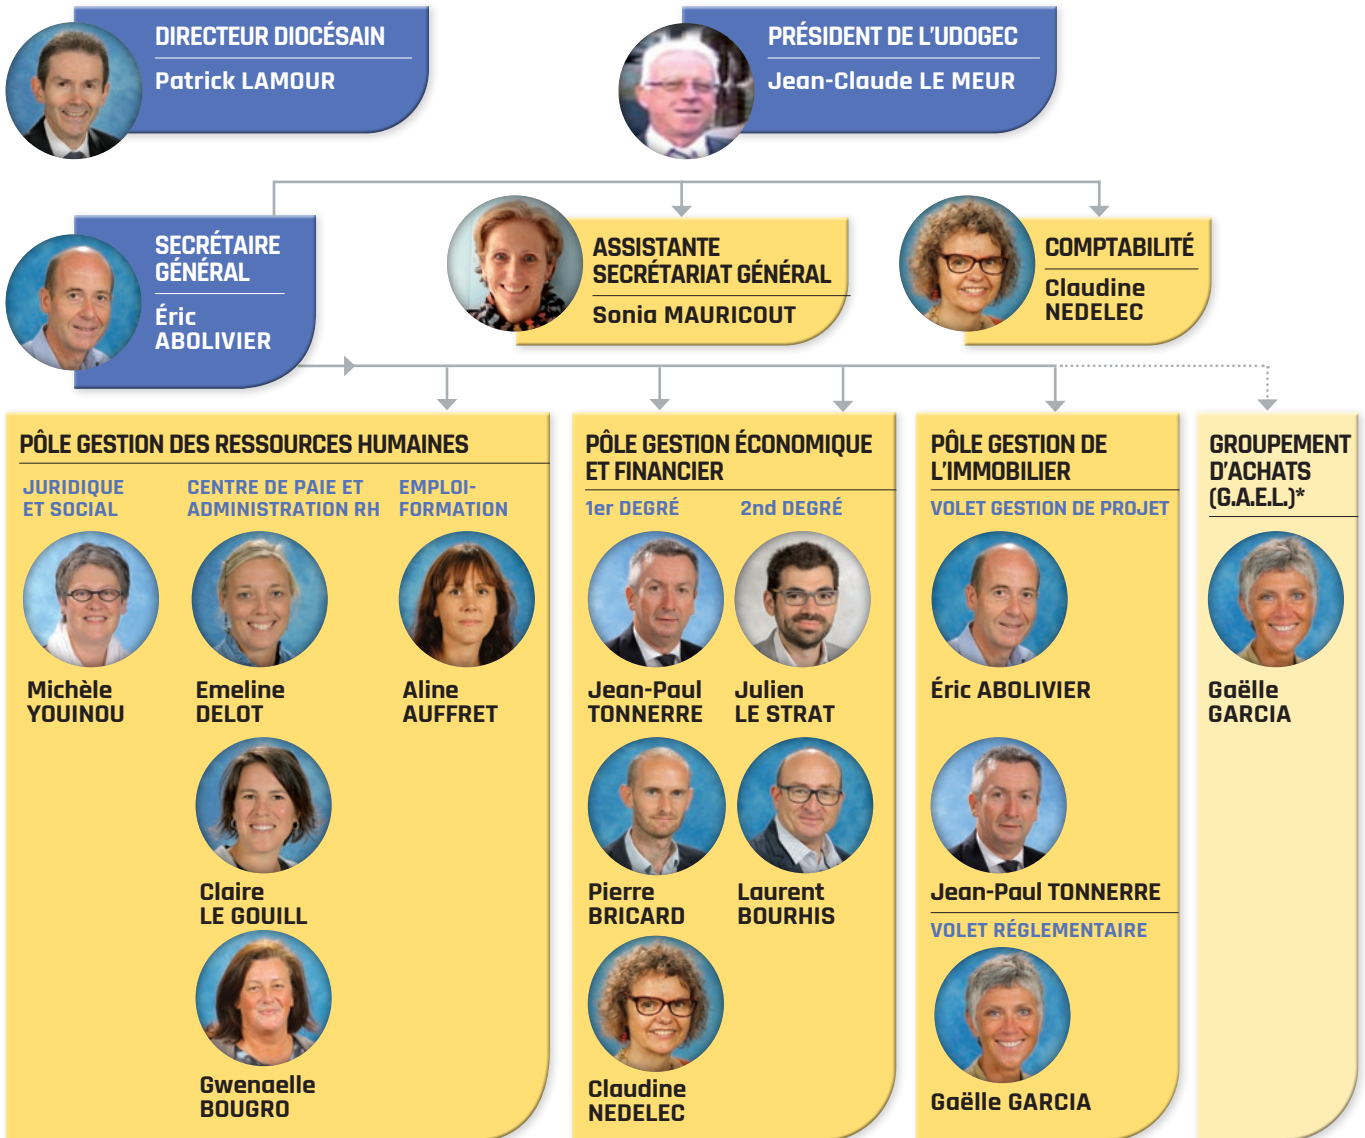 DIRECTEUR DIOCÉSAIN
Patrick LAMOUR
PRÉSIDENT DE L'UDOGEC
Jean-Claude LE MEUR
SECRÉTAIRE
GÉNÉRAL
Éric
ABOLIVIER
ASSISTANTE
SECRÉTARIAT GÉNÉRAL
Sonia MAURICOUT
COMPTABILITÉ
Claudine
NEDELEC
PÔLE GESTION DES RESSOURCES HUMAINES
JURIDIQUE
ET SOCIAL
Michèle
YOUINOU
CENTRE DE PAIE ET
ADMINISTRATION RH
Emeline
DELOT
Claire
LE GOUILL
Gwenaelle
BOUGRO
EMPLOI-
FORMATION
Aline
AUFFRET
PÔLE GESTION ÉCONOMIQUE
ET FINANCIER
1er DEGRÉ
Jean-Paul
TONNERRE
Pierre
BRICARD
Claudine
NEDELEC
2nd DEGRÉ
Julien
LE STRAT
Laurent
BOURHIS
PÔLE GESTION DE
L'IMMOBILIER
VOLET GESTION DE PROJET
Éric ABOLIVIER
Jean-Paul TONNERRE
VOLET RÉGLEMENTAIRE
Gaëlle GARCIA
GROUPEMENT
D'ACHATS
(G.A.E.L.)*
Gaëlle
GARCIA